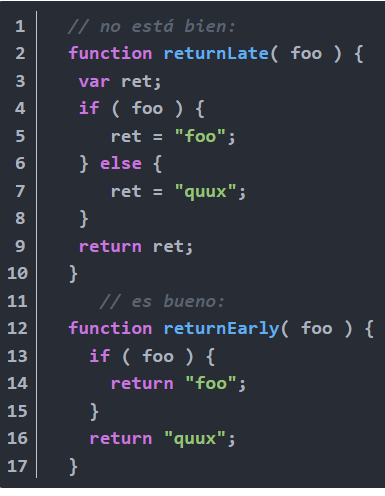 1 // no está bien:
2 function returnLate( foo ) {
3 var ret;
4 if ( foo ) {
5 ret = "foo";
6 } else {
7 ret = "quux";
8 }
9 return ret;
10 }
11 // es bueno:
12 function returnEarly( foo ) {
13 if ( foo ) {
14 return "foo";
15 }
16 return "quux";
17 }